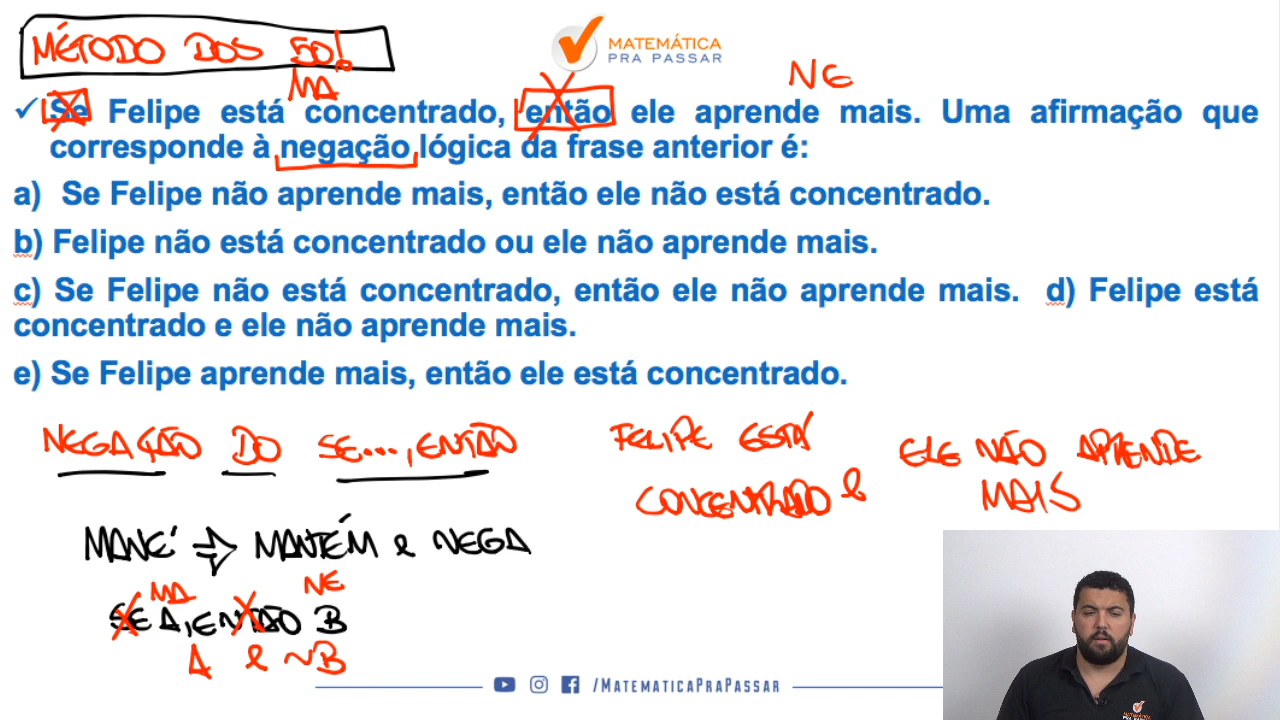 MÉTODO DOS 50!
MATEMÁTICA
PRA PASSAR
MA
NE
✓ Se Felipe está concentrado, então ele aprende mais. Uma afirmação que
corresponde à negação lógica da frase anterior é:
a) Se Felipe não aprende mais, então ele não está concentrado.
b) Felipe não está concentrado ou ele não aprende mais.
c) Se Felipe não está concentrado, então ele não aprende mais. d) Felipe está
concentrado e ele não aprende mais.
e) Se Felipe aprende mais, então ele está concentrado.
NEGAÇÃO DO SE...,ENTÃO
FELIPE ESTÁ
CONCENTRADO e
ELE NÃO APRENDE
MAIS
MANÉ ⇒ MANTÉM e NEGA
MA NE
SE A, ENTÃO B
A e ~B
/MATEMATICAPRAPASSAR
MATEMÁTICA
PRA PASSAR